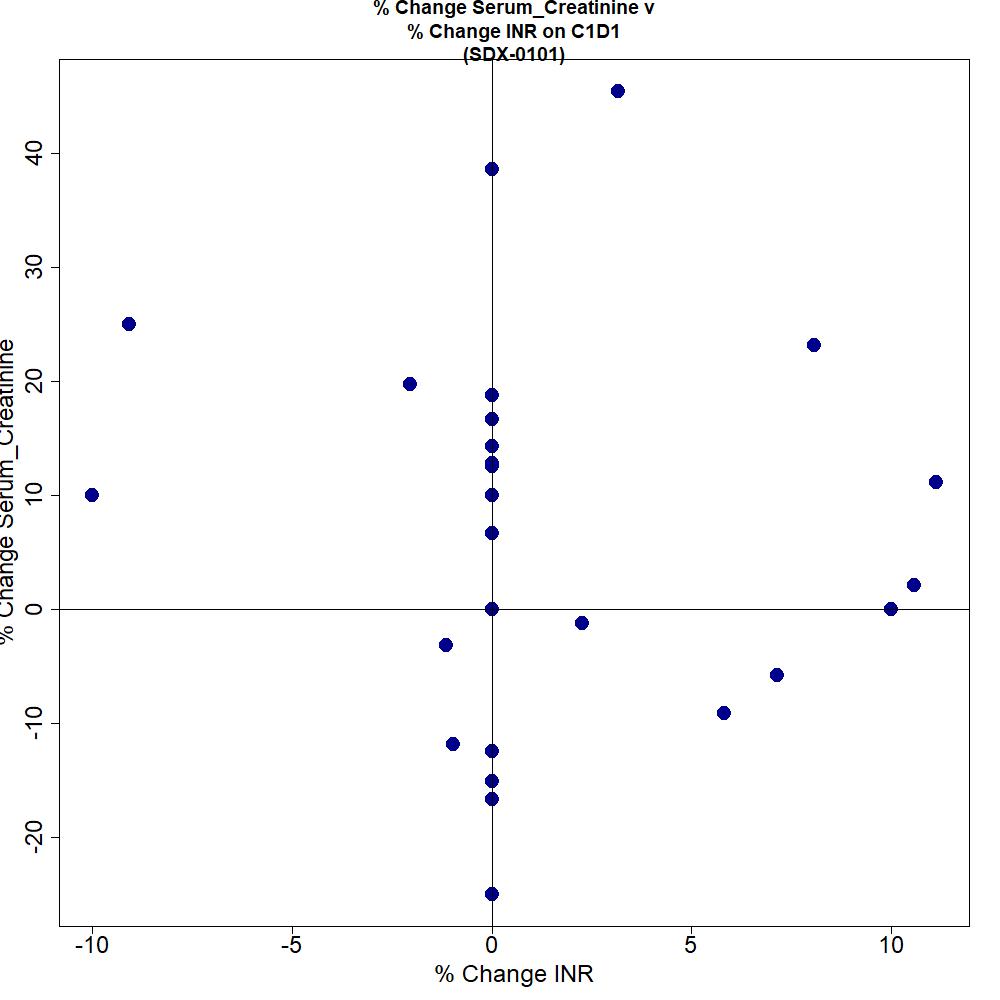 % Change Serum_Creatinine v
% Change INR on C1D1
(SDX-0101)
% Change Serum_Creatinine
40
30
20
10
0
-10
-20
-10
-5
0
5
10
% Change INR